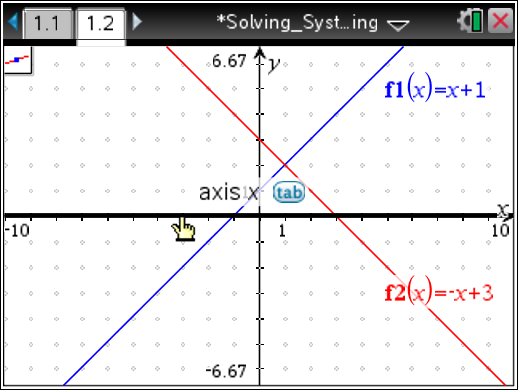 1.1 1.2 *Solving_Syst...ing
6.67 y
f1(x)=x+1
axis x tab
x
-10 1 10
f2(x)=-x+3
-6.67